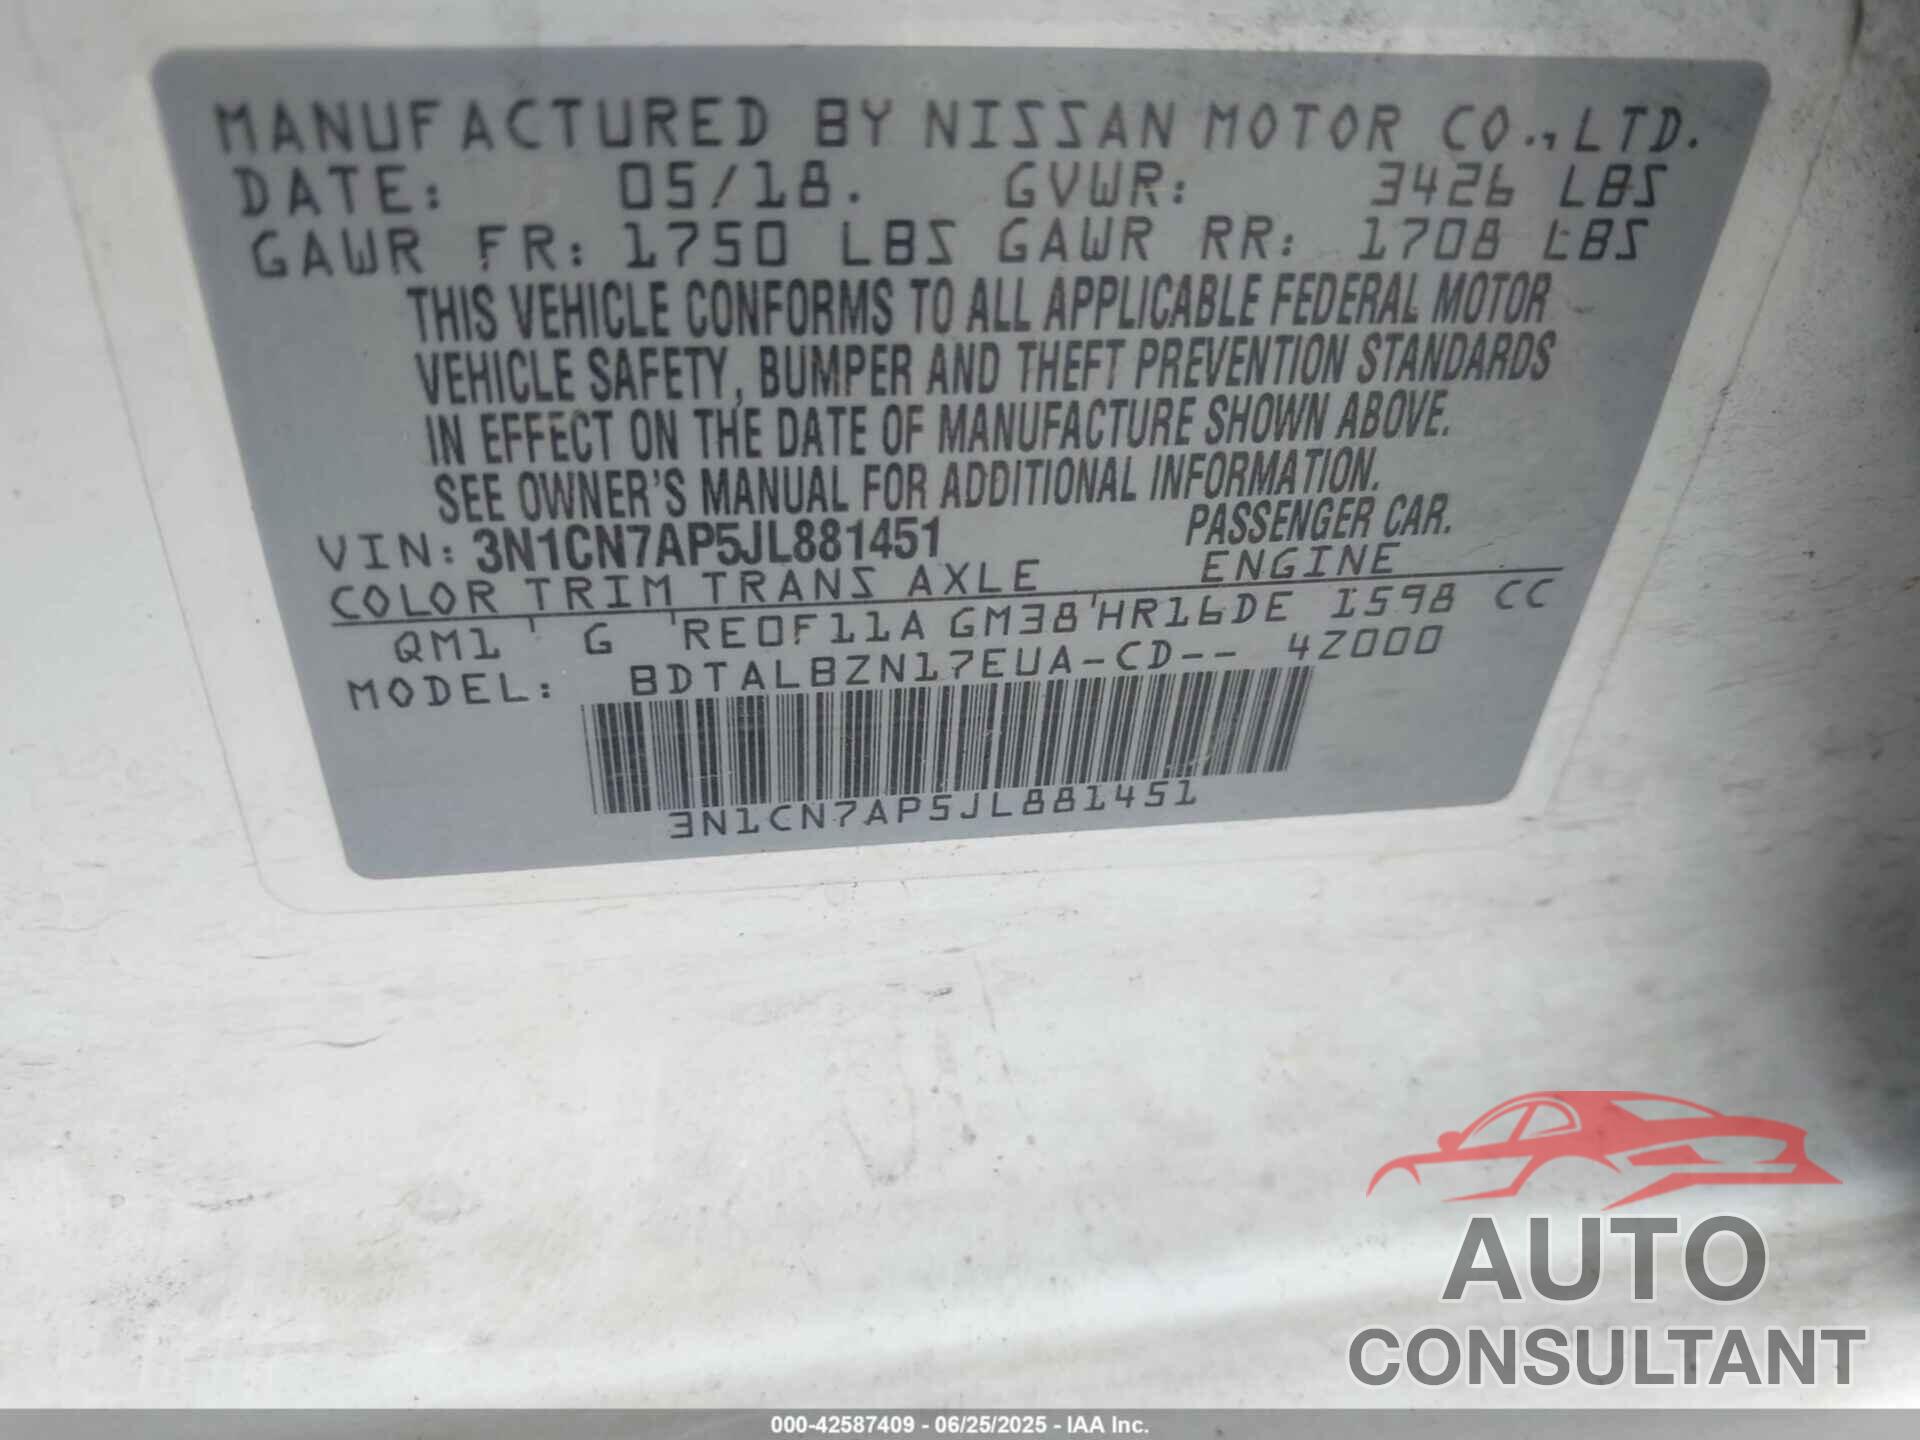 MANUFACTURED BY NISSAN MOTOR CO., LTD.
DATE: 05/18. GVWR: 3426 LBS
GAWR FR: 1750 LBS GAWR RR: 1708 LBS
THIS VEHICLE CONFORMS TO ALL APPLICABLE FEDERAL MOTOR
VEHICLE SAFETY, BUMPER AND THEFT PREVENTION STANDARDS
IN EFFECT ON THE DATE OF MANUFACTURE SHOWN ABOVE.
SEE OWNER'S MANUAL FOR ADDITIONAL INFORMATION.
VIN: 3N1CN7AP5JL881451 PASSENGER CAR.
COLOR TRIM TRANS AXLE ENGINE
QM1 ' G ' RE0F11A GM38 ' HR16DE 1598 CC
MODEL: BDTALBZN17EUA-CD-- 4Z000
3N1CN7AP5JL881451
AUTO
CONSULTANT
000-42587409 - 06/25/2025 - IAA Inc.